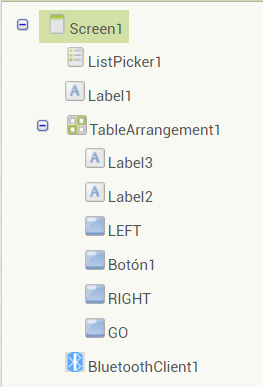 Screen1
ListPicker1
A Label1
TableArrangement1
A Label3
A Label2
LEFT
Botón1
RIGHT
GO
BluetoothClient1